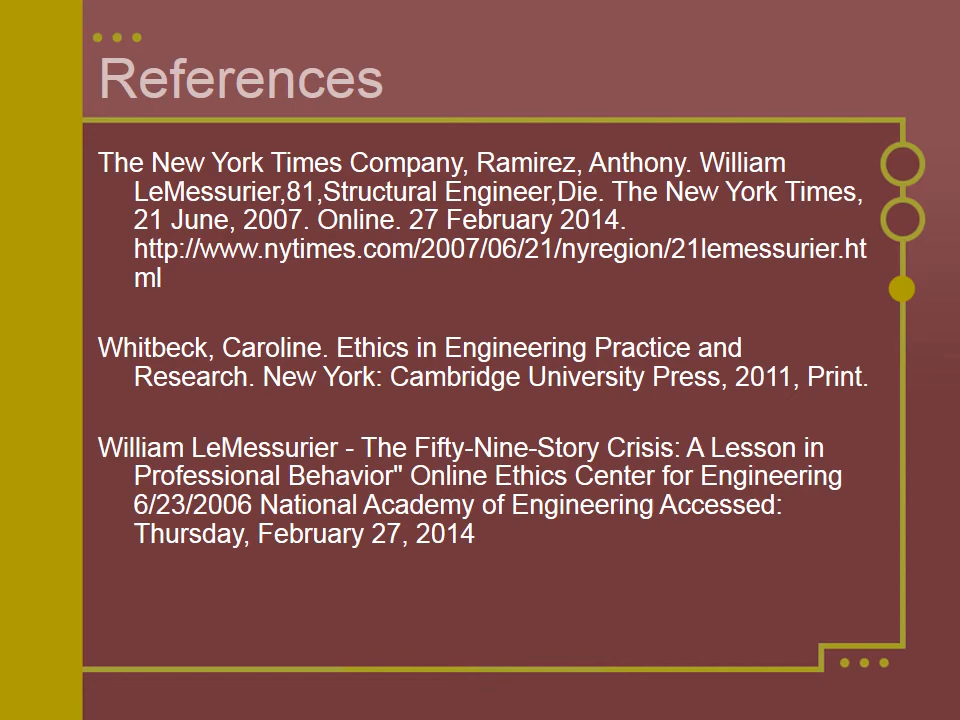 References
The New York Times Company, Ramirez, Anthony. William
LeMessurier,81,Structural Engineer,Die. The New York Times,
21 June, 2007. Online. 27 February 2014.
http://www.nytimes.com/2007/06/21/nyregion/21lemessurier.ht
ml
Whitbeck, Caroline. Ethics in Engineering Practice and
Research. New York: Cambridge University Press, 2011, Print.
William LeMessurier - The Fifty-Nine-Story Crisis: A Lesson in
Professional Behavior" Online Ethics Center for Engineering
6/23/2006 National Academy of Engineering Accessed:
Thursday, February 27, 2014